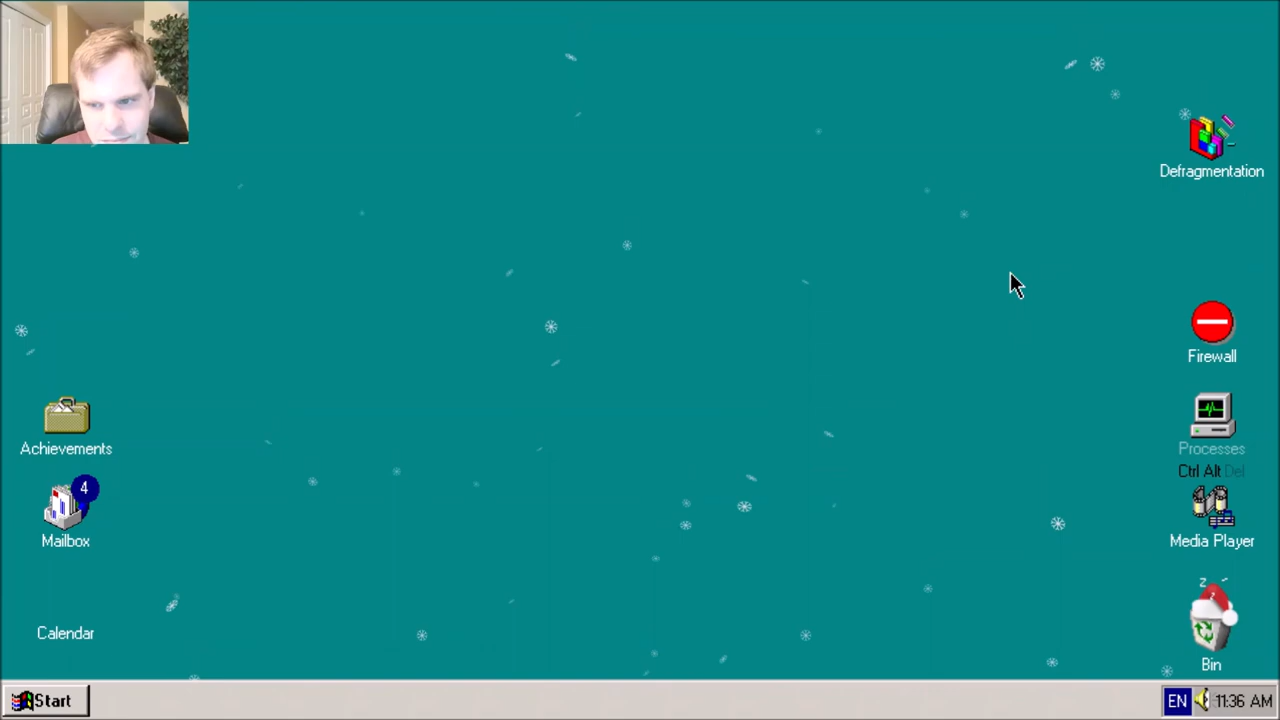 Defragmentation
Firewall
Achievements
Processes
Ctrl Alt Del
4
Mailbox
Media Player
Calendar
Bin
Start
EN
11:36 AM